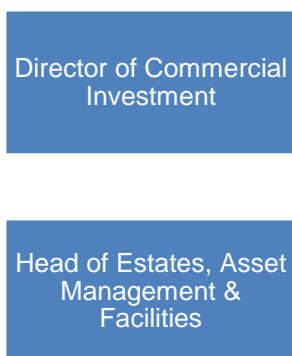 Director of Commercial
Investment
Head of Estates, Asset
Management &
Facilities